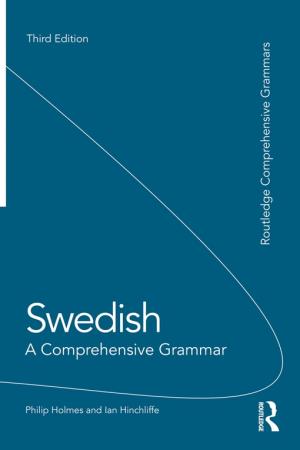 Third Edition
Routledge Comprehensive Grammars
Swedish
A Comprehensive Grammar
Philip Holmes and Ian Hinchliffe
ROUTLEDGE